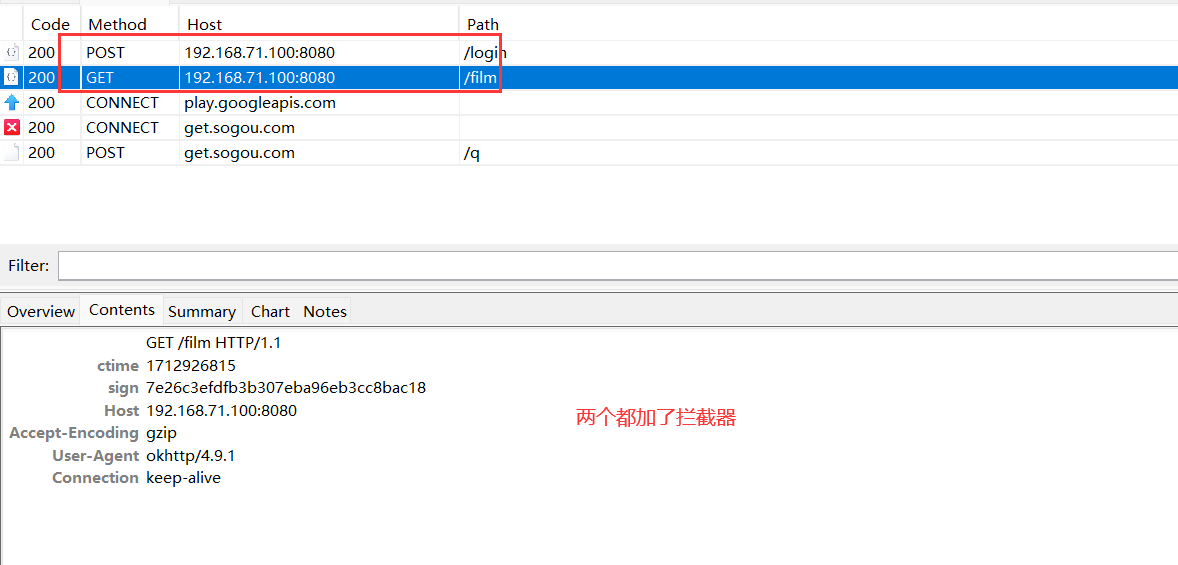 Code Method Host Path
200 POST 192.168.71.100:8080 /login
200 GET 192.168.71.100:8080 /film
200 CONNECT play.googleapis.com
200 CONNECT get.sogou.com
200 POST get.sogou.com /q
Filter:
Overview Contents Summary Chart Notes
GET /film HTTP/1.1
ctime 1712926815
sign 7e26c3efdfb3b307eba96eb3cc8bac18
Host 192.168.71.100:8080
两个都加了拦截器
Accept-Encoding gzip
User-Agent okhttp/4.9.1
Connection keep-alive